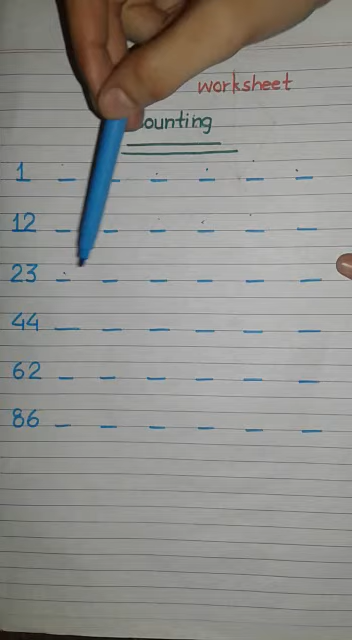 worksheet
ounting
1 _ _ _ _ _ _
12 _ _ _ _ _ _
23 _ _ _ _ _ _
44 _ _ _ _ _ _
62 _ _ _ _ _ _
86 _ _ _ _ _ _